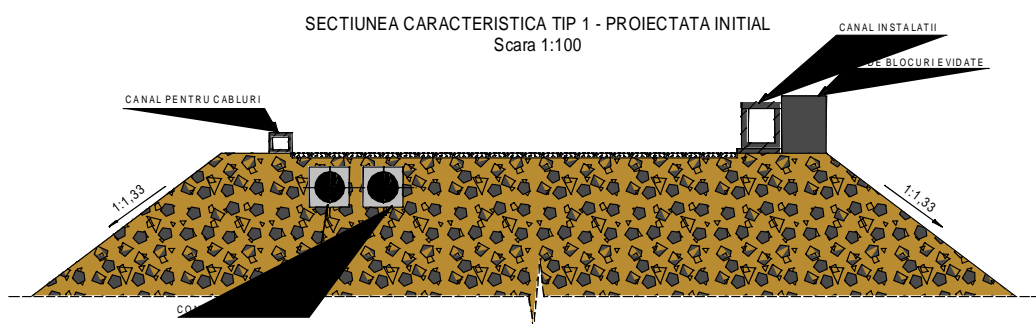 SECTIUNEA CARACTERISTICA TIP 1 - PROIECTATA INITIAL
Scara 1:100
CANAL INSTALATII
DE BLOCURI EVIDATE
CANAL PENTRU CABLURI
1:1,33
1:1,33